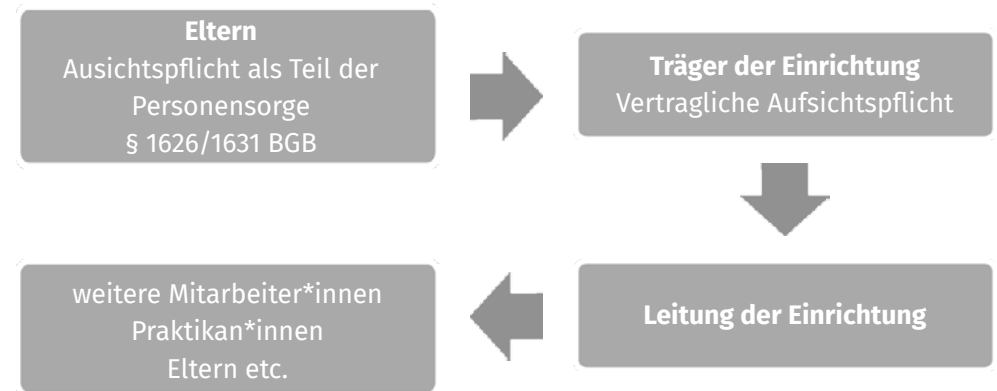 Eltern
Ausichtspflicht als Teil der
Personensorge
§ 1626/1631 BGB
Träger der Einrichtung
Vertragliche Aufsichtspflicht
Leitung der Einrichtung
weitere Mitarbeiter*innen
Praktikan*innen
Eltern etc.